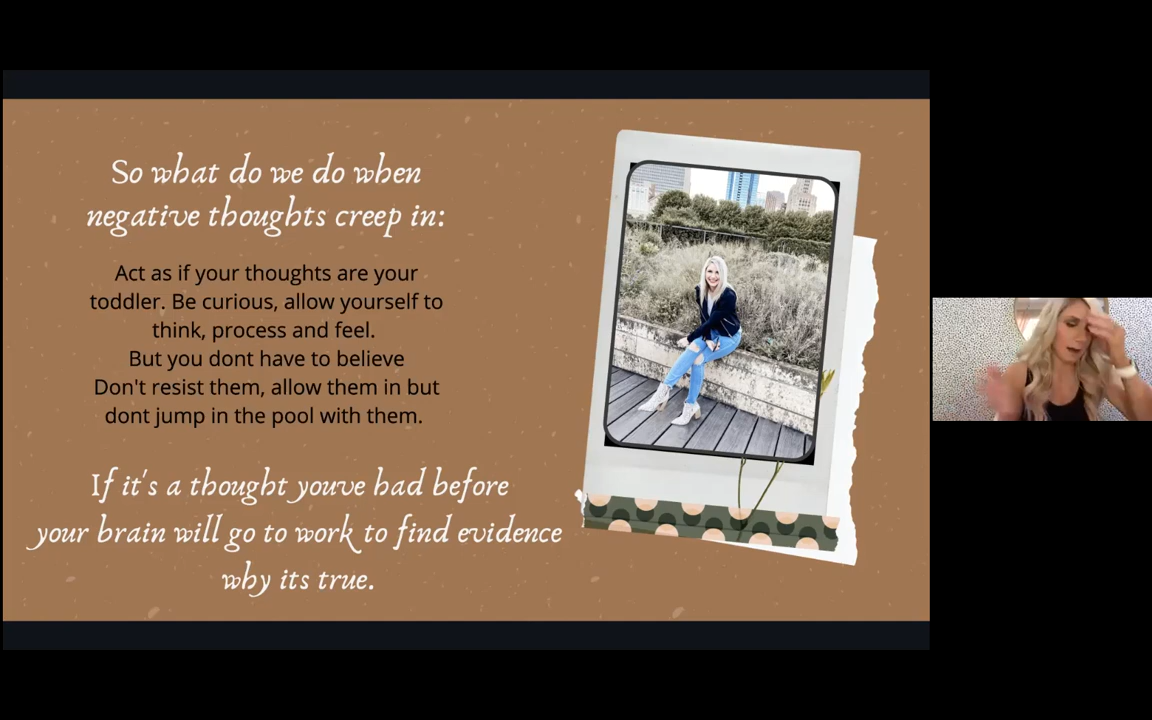 So what do we do when
negative thoughts creep in:
Act as if your thoughts are your
toddler. Be curious, allow yourself to
think, process and feel.
But you dont have to believe
Don't resist them, allow them in but
dont jump in the pool with them.
If it's a thought youve had before
your brain will go to work to find evidence
why its true.